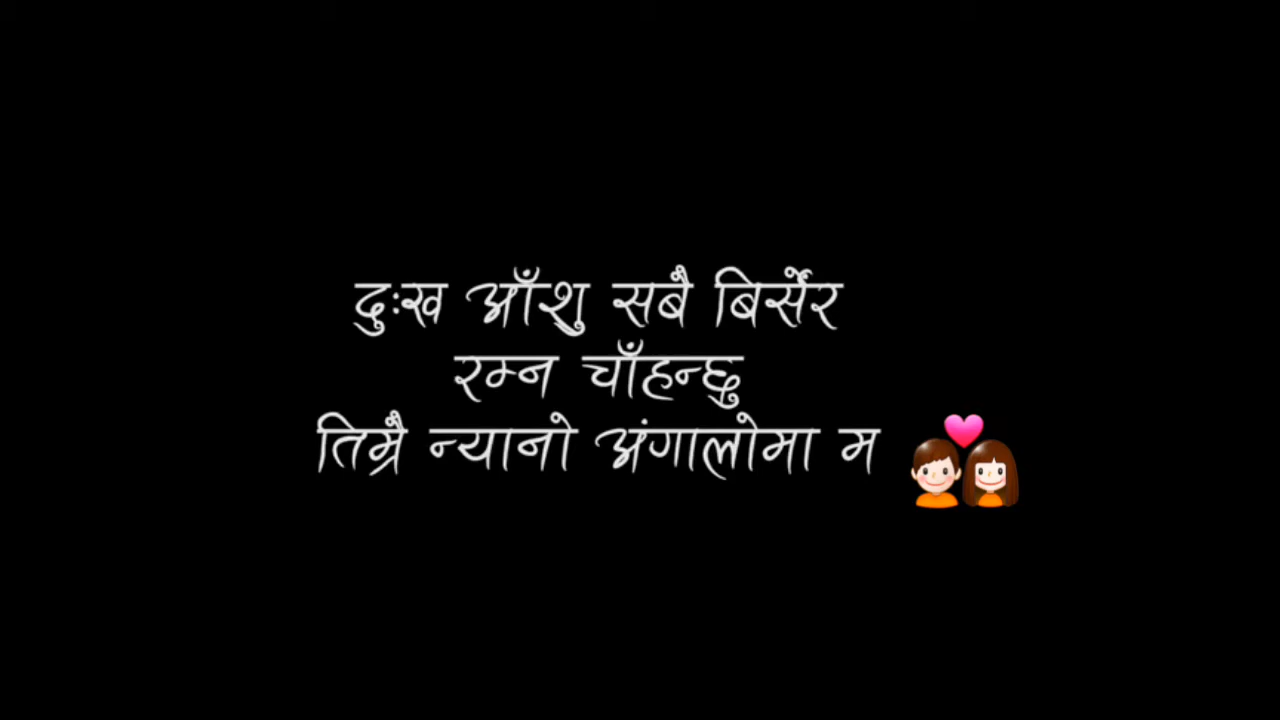 दुःख आँशु सबै बिर्सेर
रम्न चाँहन्छु
तिम्रै न्यानो अंगालोमा म